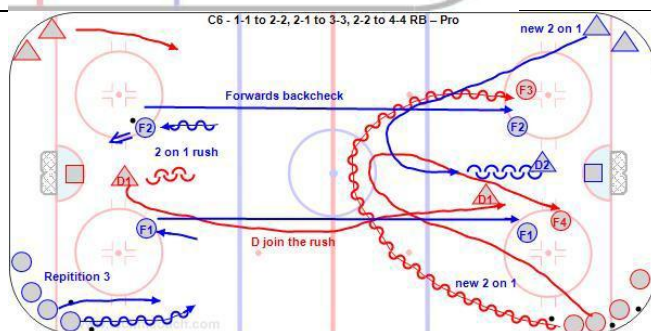 C6 - 1-1 to 2-2, 2-1 to 3-3, 2-2 to 4-4 RB – Pro
new 2 on 1
F3
Forwards backcheck
F2
F2
2 on 1 rush
D2
D1
D1
F4
F1
F1
D join the rush
Repitition 3
new 2 on 1
.com